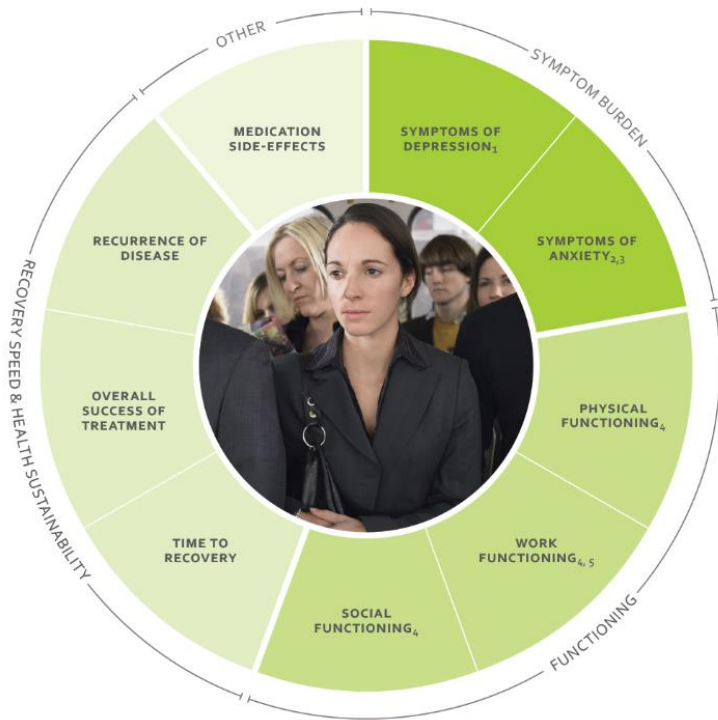 OTHER
SYMPTOM BURDEN
MEDICATION
SIDE-EFFECTS
SYMPTOMS OF
DEPRESSION₁
RECURRENCE OF
DISEASE
SYMPTOMS OF
ANXIETY₂,₃
OVERALL
SUCCESS OF
TREATMENT
PHYSICAL
FUNCTIONING₄
TIME TO
RECOVERY
WORK
FUNCTIONING₄, ₅
SOCIAL
FUNCTIONING₄
RECOVERY SPEED & HEALTH SUSTAINABILITY
FUNCTIONING